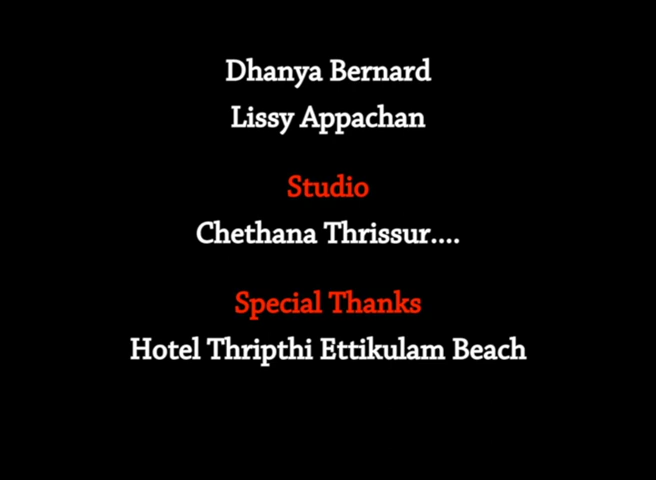 Dhanya Bernard
Lissy Appachan
Studio
Chethana Thrissur....
Special Thanks
Hotel Thripthi Ettikulam Beach